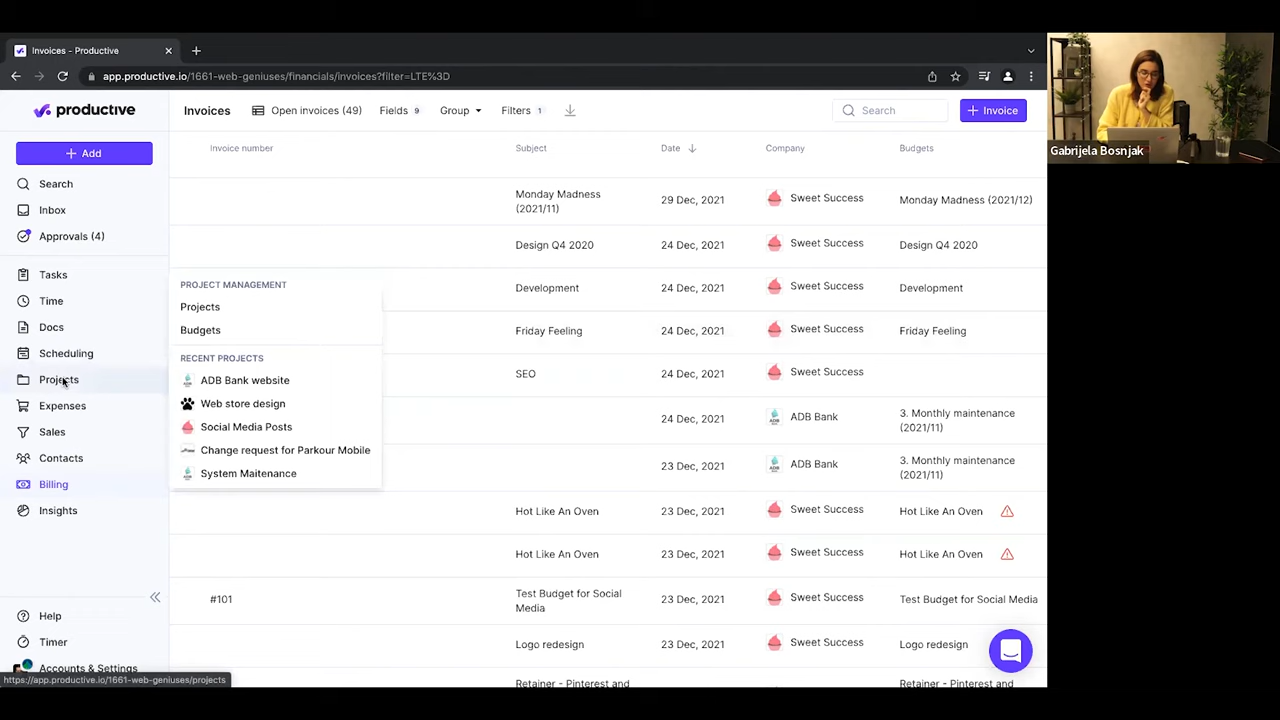 Invoices - Productive
app.productive.io/1661-web-geniuses/financials/invoices?filter=LTE%3D
productive
Add
Search
Inbox
Approvals (4)
Tasks
Time
Docs
Scheduling
Projects
Expenses
Sales
Contacts
Billing
Insights
Help
Timer
Accounts & Settings
https://app.productive.io/1661-web-geniuses/projects
PROJECT MANAGEMENT
Projects
Budgets
RECENT PROJECTS
ADB Bank website
Web store design
Social Media Posts
Change request for Parkour Mobile
System Maitenance
Invoices Open invoices (49) Fields 9 Group Filters 1 Search + Invoice
Invoice number Subject Date Company Budgets
Monday Madness (2021/11) 29 Dec, 2021 Sweet Success Monday Madness (2021/12)
Design Q4 2020 24 Dec, 2021 Sweet Success Design Q4 2020
Development 24 Dec, 2021 Sweet Success Development
Friday Feeling 24 Dec, 2021 Sweet Success Friday Feeling
SEO 24 Dec, 2021 Sweet Success
24 Dec, 2021 ADB Bank 3. Monthly maintenance (2021/11)
23 Dec, 2021 ADB Bank 3. Monthly maintenance (2021/11)
Hot Like An Oven 23 Dec, 2021 Sweet Success Hot Like An Oven
Hot Like An Oven 23 Dec, 2021 Sweet Success Hot Like An Oven
#101 Test Budget for Social Media 23 Dec, 2021 Sweet Success Test Budget for Social Media
Logo redesign 23 Dec, 2021 Sweet Success Logo redesign
Retainer - Pinterest and Retainer - Pinterest and
Gabrijela Bosnjak